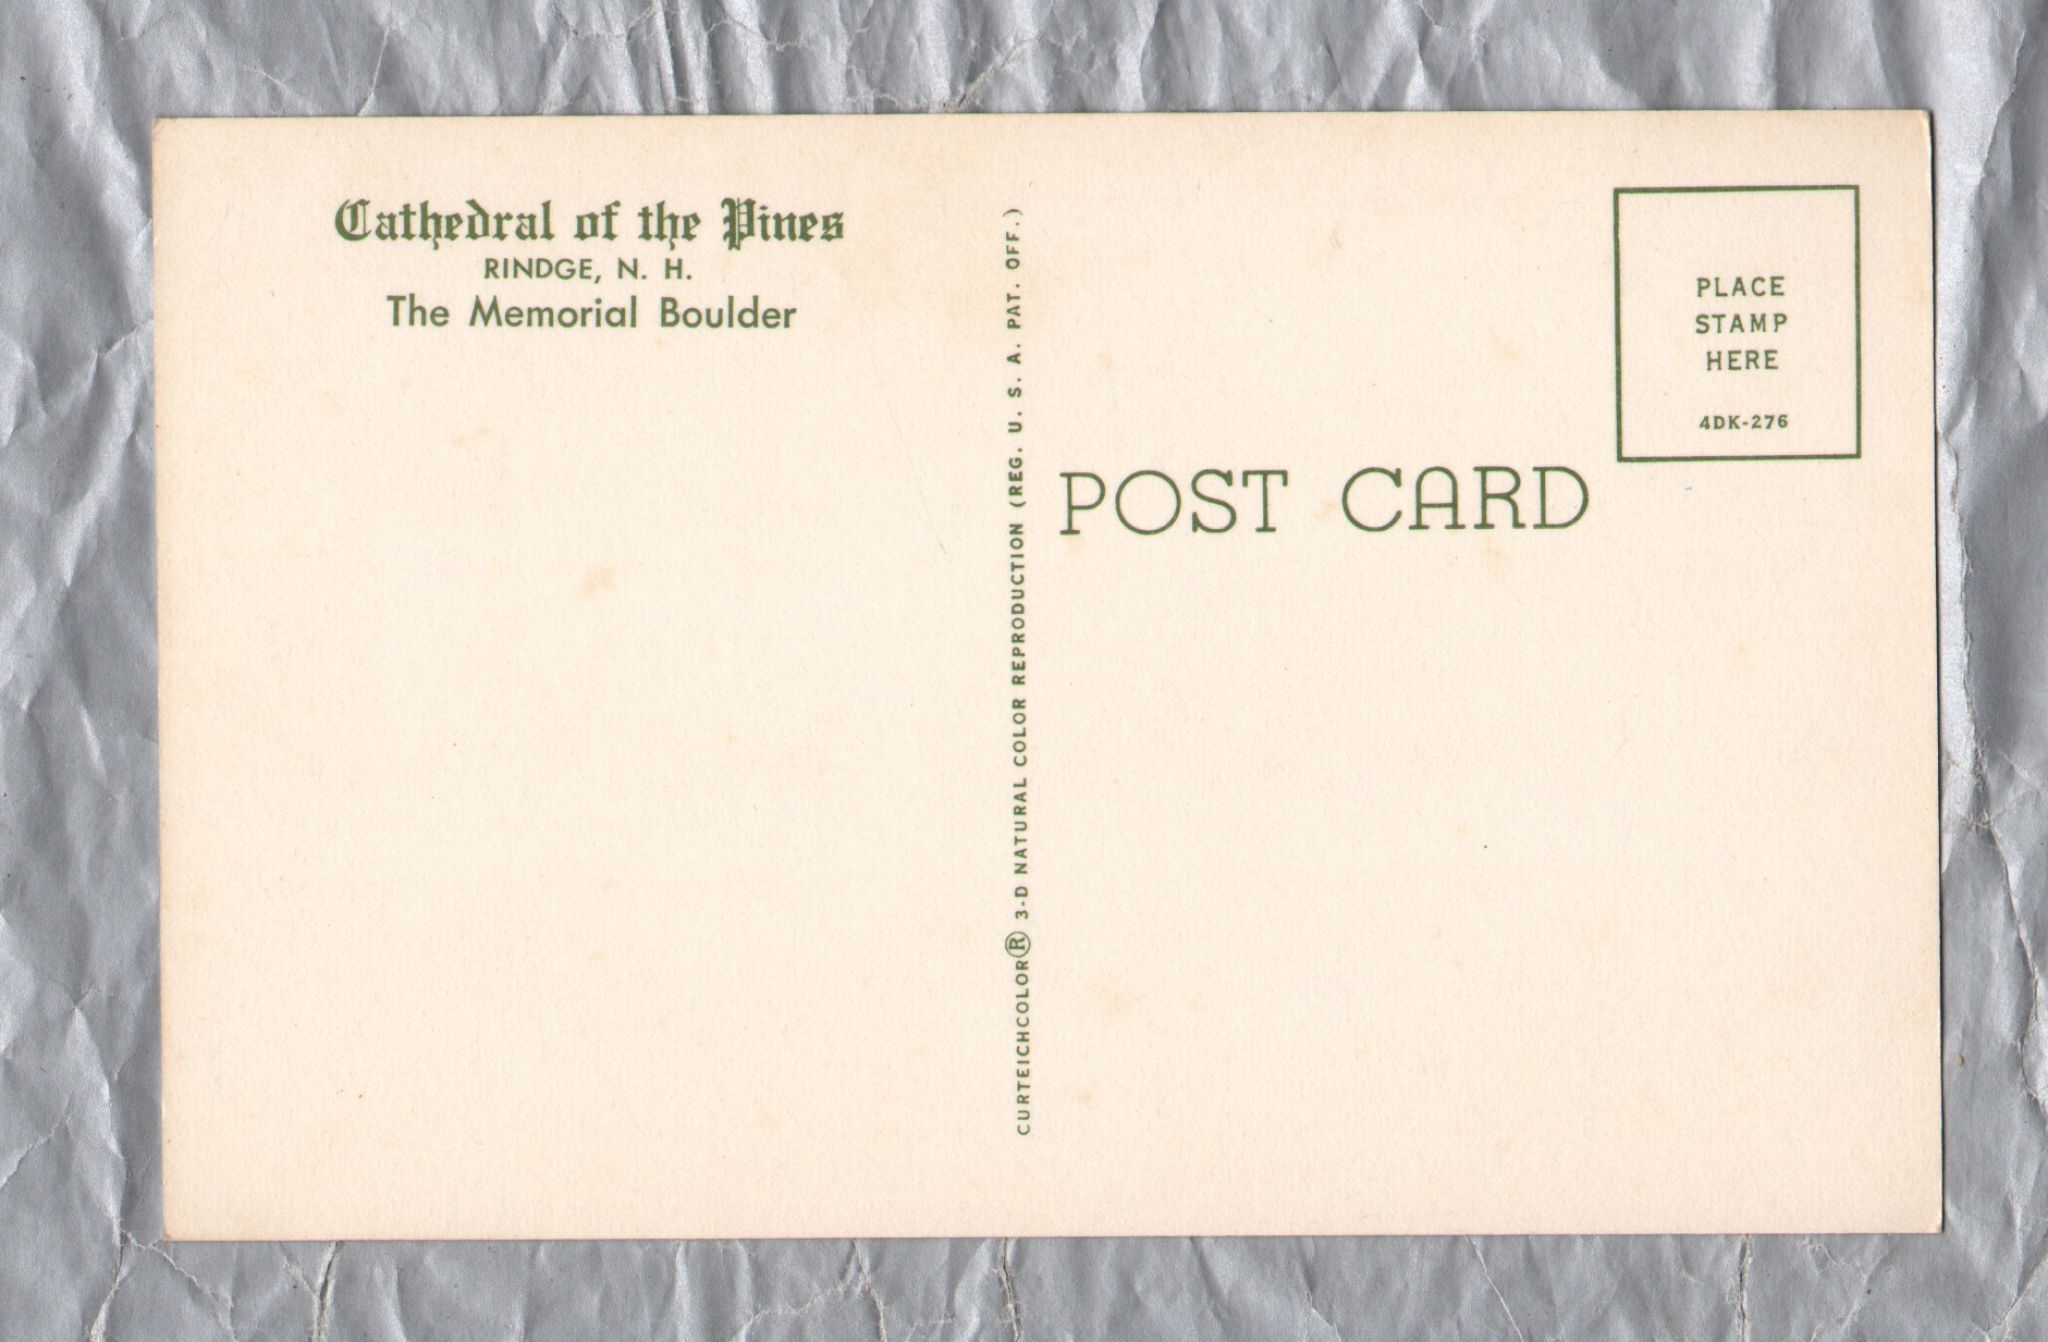 Cathedral of the Pines
RINDGE, N. H.
The Memorial Boulder
CURTEICHCOLOR® 3-D NATURAL COLOR REPRODUCTION (REG. U. S. A. PAT. OFF.)
POST CARD
PLACE
STAMP
HERE
4DK-276